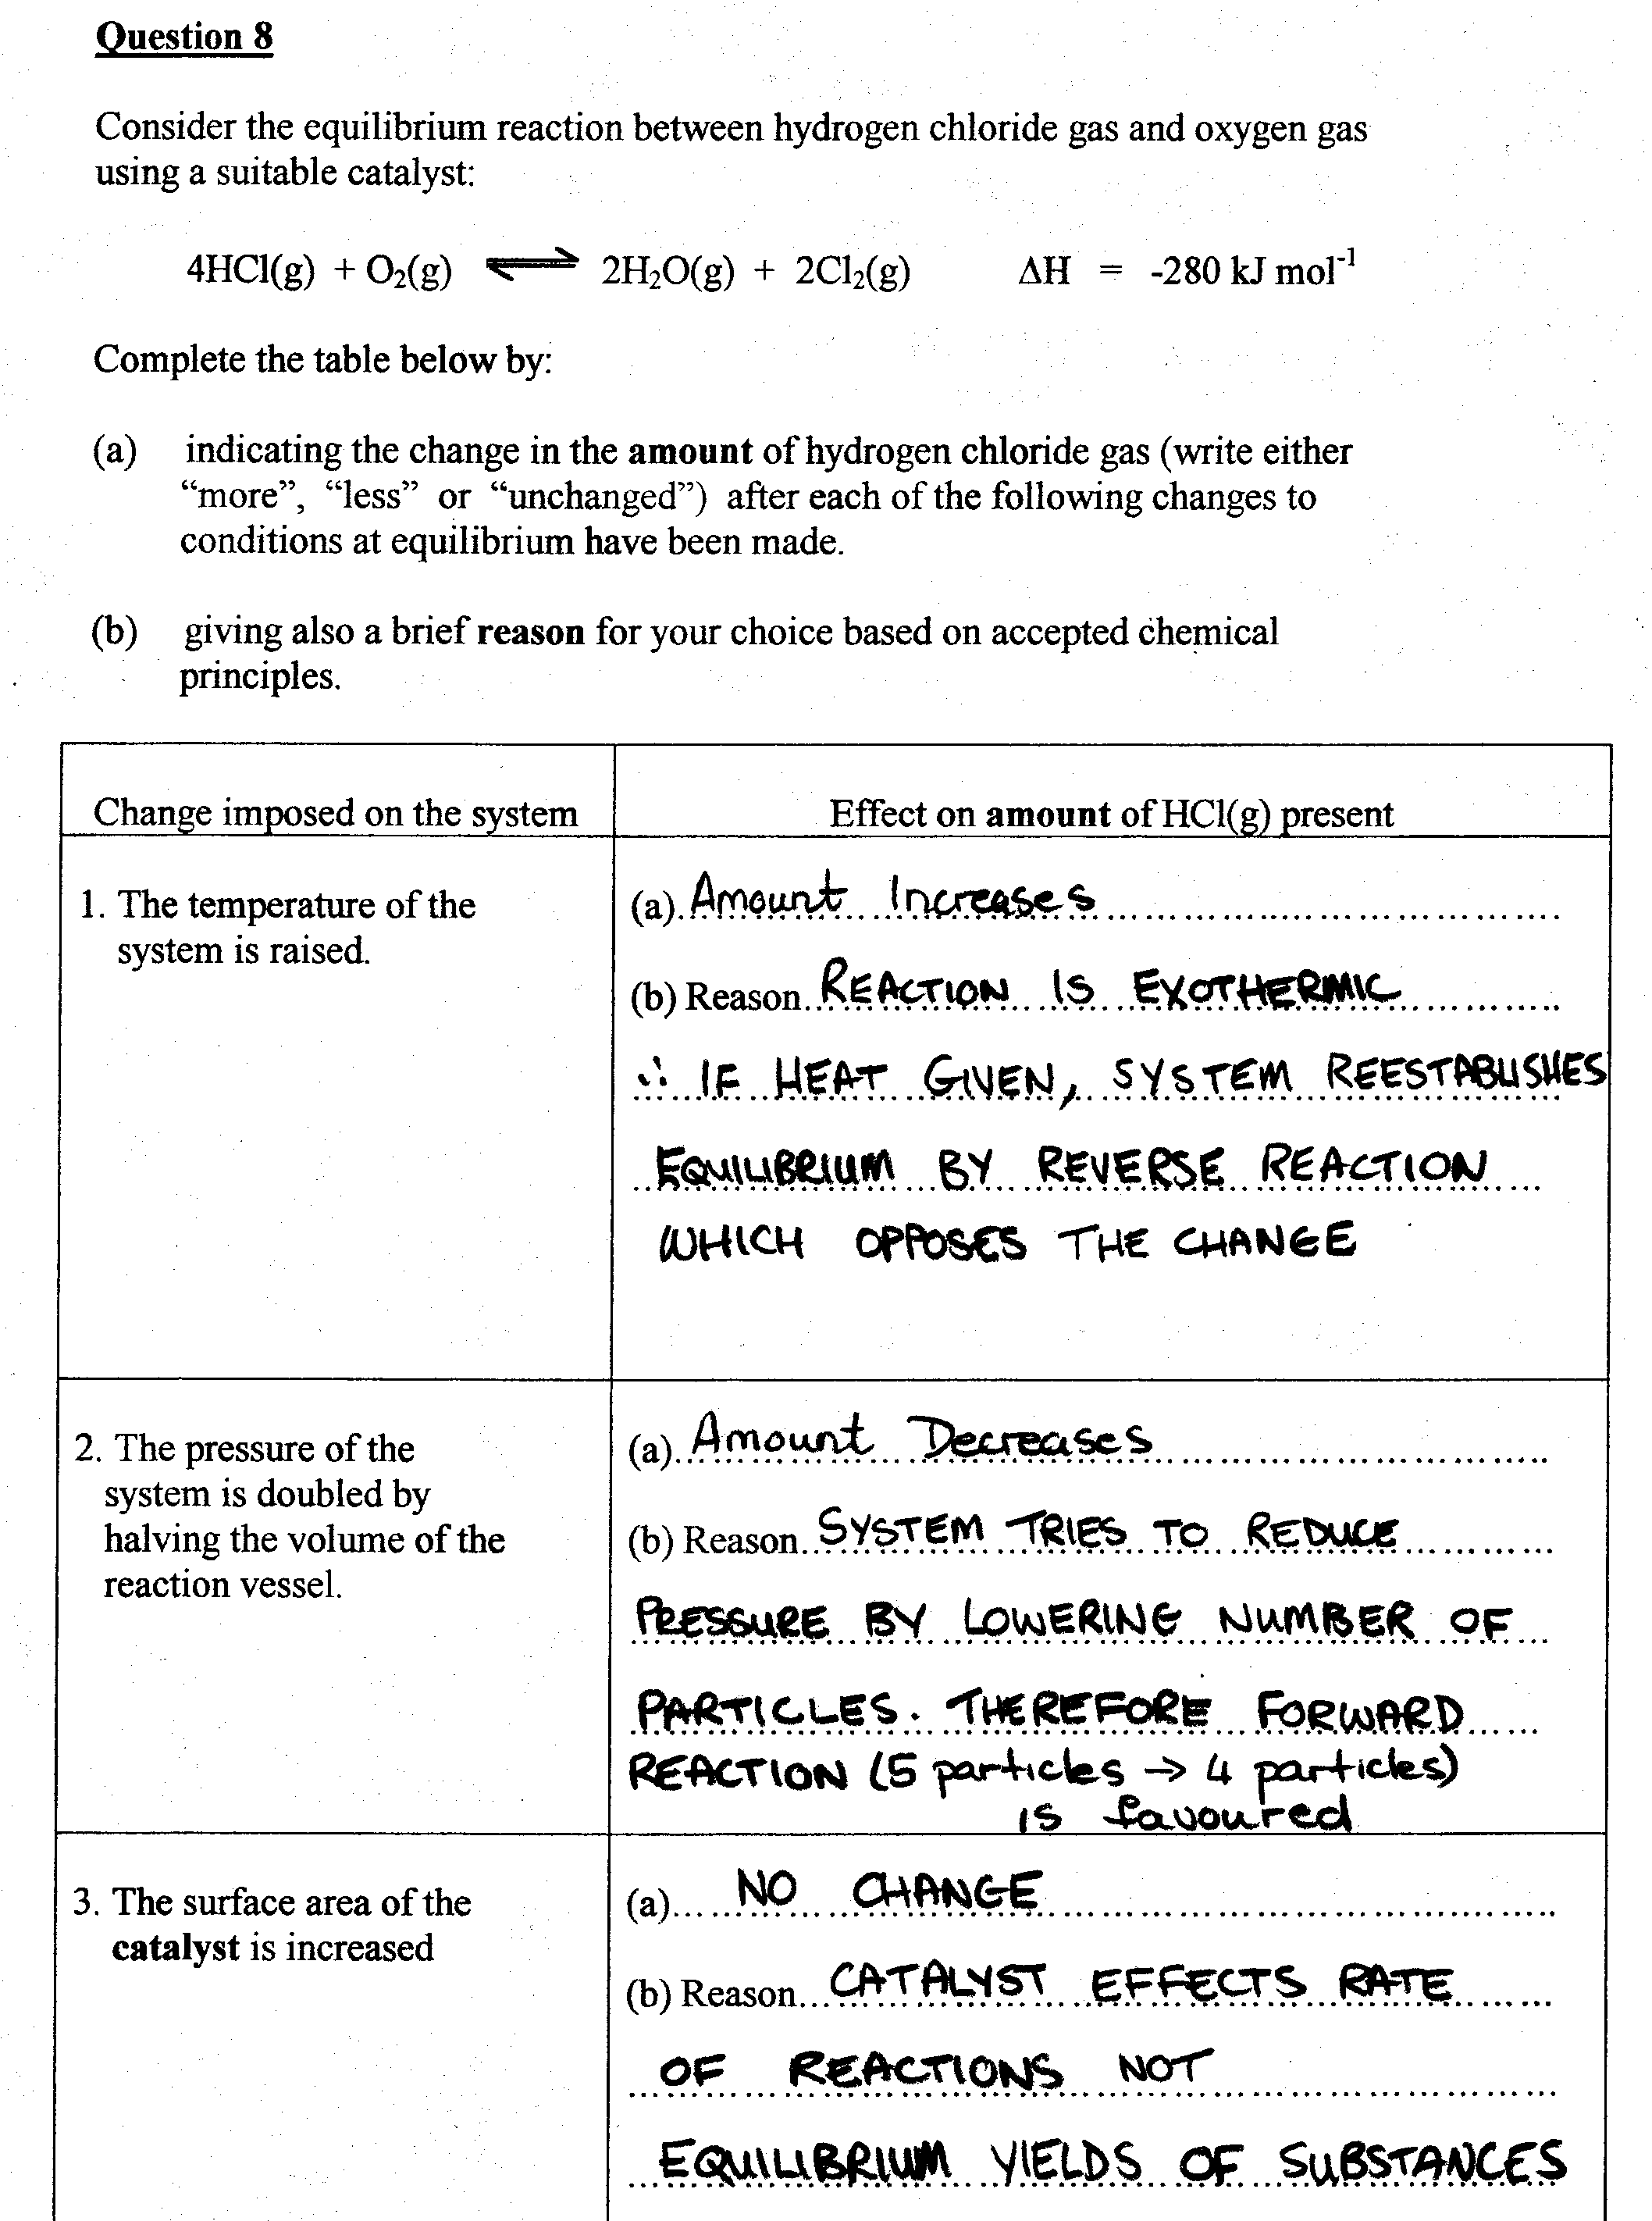 Question 8
Consider the equilibrium reaction between hydrogen chloride gas and oxygen gas
using a suitable catalyst:
4HCl(g) + O₂(g) ⇌ 2H₂O(g) + 2Cl₂(g) ΔH = -280 kJ mol⁻¹
Complete the table below by:
(a) indicating the change in the amount of hydrogen chloride gas (write either
“more”, “less” or “unchanged”) after each of the following changes to
conditions at equilibrium have been made.
(b) giving also a brief reason for your choice based on accepted chemical
principles.
Change imposed on the system
Effect on amount of HCl(g) present
1. The temperature of the
system is raised.
(a) Amount Increases
(b) Reason REACTION IS EXOTHERMIC
∴ IF HEAT GIVEN, SYSTEM REESTABLISHES
EQUILIBRIUM BY REVERSE REACTION
WHICH OPPOSES THE CHANGE
2. The pressure of the
system is doubled by
halving the volume of the
reaction vessel.
(a) Amount Decreases
(b) Reason SYSTEM TRIES TO REDUCE
PRESSURE BY LOWERING NUMBER OF
PARTICLES. THEREFORE FORWARD
REACTION (5 particles → 4 particles)
is favoured
3. The surface area of the
catalyst is increased
(a) NO CHANGE
(b) Reason CATALYST EFFECTS RATE
OF REACTIONS NOT
EQUILIBRIUM YIELDS OF SUBSTANCES